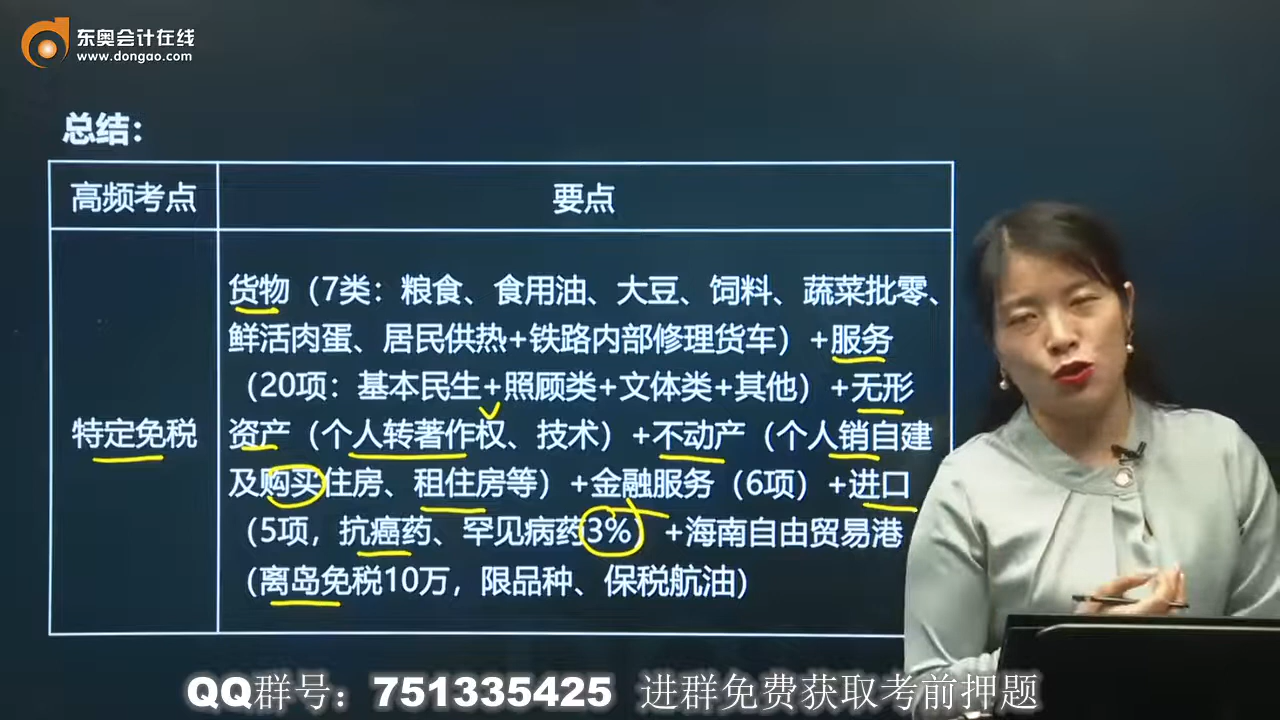 东奥会计在线
www.dongao.com
总结：
高频考点
要点
特定免税
货物（7类：粮食、食用油、大豆、饲料、蔬菜批零、
鲜活肉蛋、居民供热+铁路内部修理货车）+服务
（20项：基本民生+照顾类+文体类+其他）+无形
资产（个人转著作权、技术）+不动产（个人销自建
及购买住房、租住房等）+金融服务（6项）+进口
（5项，抗癌药、罕见病药3%）+海南自由贸易港
（离岛免税10万，限品种、保税航油）
QQ群号：751335425 进群免费获取考前押题